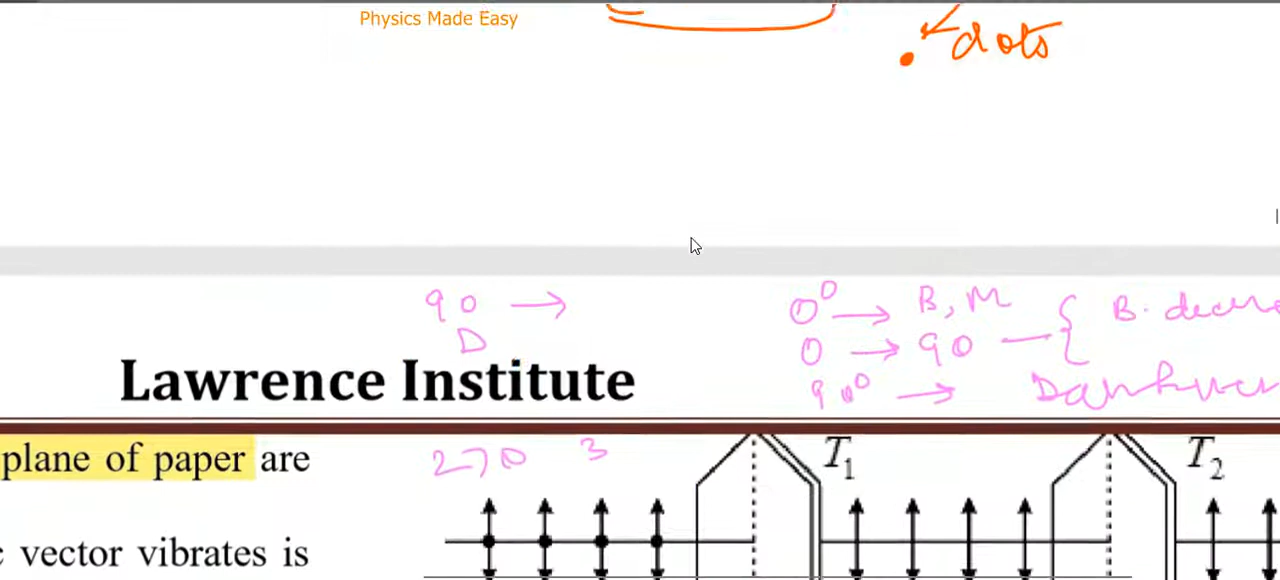 Physics Made Easy
dots
90 →
D
0° → B, M
0 → 90 — { B. decre
90° → Darknes
Lawrence Institute
plane of paper are
270 3
T1
T2
vector vibrates is